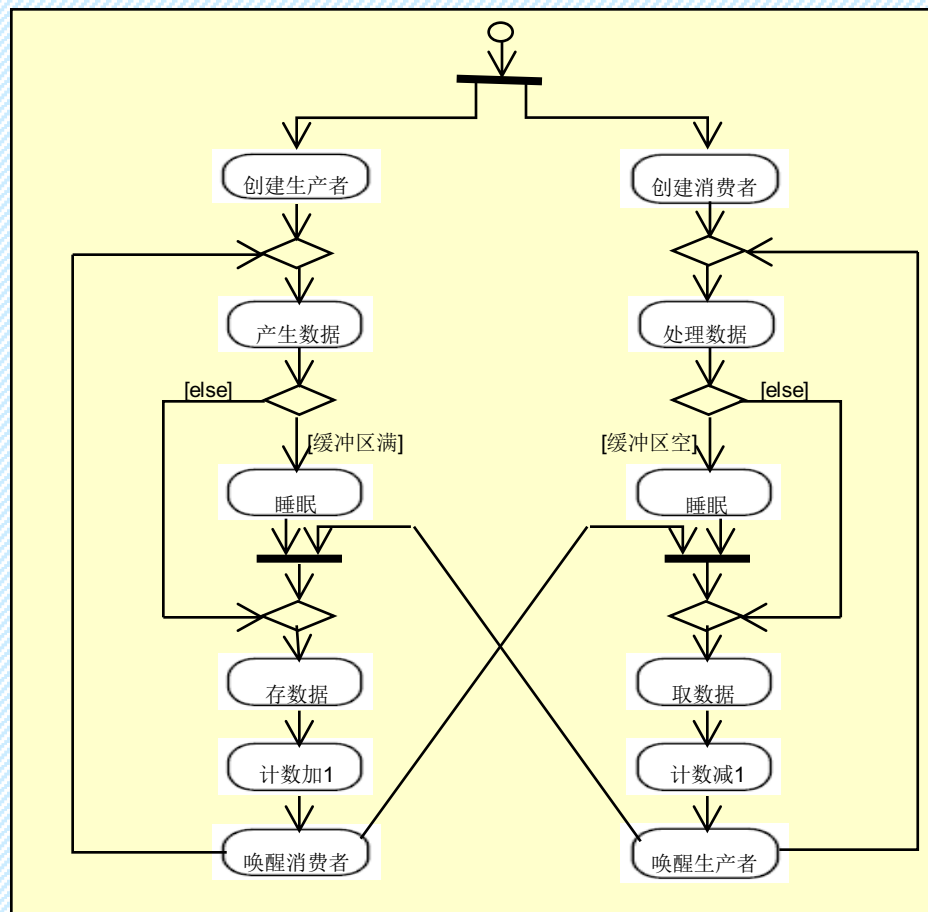 创建生产者
创建消费者
产生数据
处理数据
[else]
[else]
[缓冲区满]
[缓冲区空]
睡眠
睡眠
存数据
取数据
计数加1
计数减1
唤醒消费者
唤醒生产者